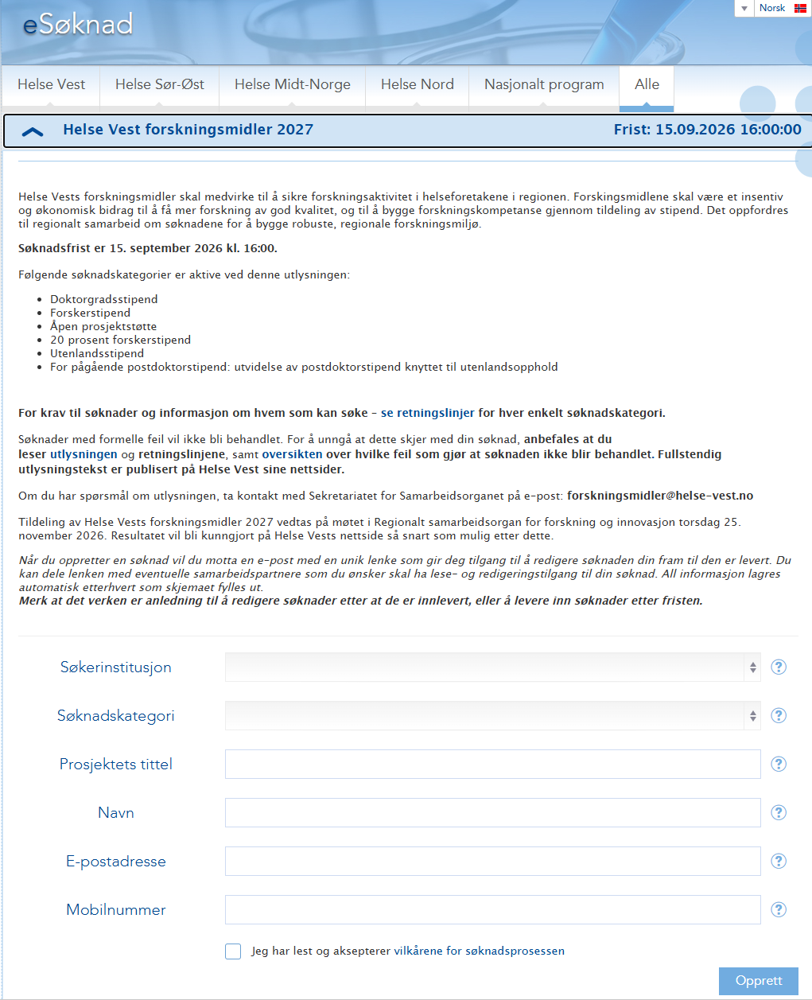 eSøknad
Norsk
Helse Vest
Helse Sør-Øst
Helse Midt-Norge
Helse Nord
Nasjonalt program
Alle
Helse Vest forskningsmidler 2027
Frist: 15.09.2026 16:00:00
Helse Vests forskningsmidler skal medvirke til å sikre forskningsaktivitet i helseforetakene i regionen. Forskingsmidlene skal være et insentiv
og økonomisk bidrag til å få mer forskning av god kvalitet, og til å bygge forskningskompetanse gjennom tildeling av stipend. Det oppfordres
til regionalt samarbeid om søknadene for å bygge robuste, regionale forskningsmiljø.
Søknadsfrist er 15. september 2026 kl. 16:00.
Følgende søknadskategorier er aktive ved denne utlysningen:
• Doktorgradsstipend
• Forskerstipend
• Åpen prosjektstøtte
• 20 prosent forskerstipend
• Utenlandsstipend
• For pågående postdoktorstipend: utvidelse av postdoktorstipend knyttet til utenlandsopphold
For krav til søknader og informasjon om hvem som kan søke – se retningslinjer for hver enkelt søknadskategori.
Søknader med formelle feil vil ikke bli behandlet. For å unngå at dette skjer med din søknad, anbefales at du
leser utlysningen og retningslinjene, samt oversikten over hvilke feil som gjør at søknaden ikke blir behandlet. Fullstendig
utlysningstekst er publisert på Helse Vest sine nettsider.
Om du har spørsmål om utlysningen, ta kontakt med Sekretariatet for Samarbeidsorganet på e-post: forskningsmidler@helse-vest.no
Tildeling av Helse Vests forskningsmidler 2027 vedtas på møtet i Regionalt samarbeidsorgan for forskning og innovasjon torsdag 25.
november 2026. Resultatet vil bli kunngjort på Helse Vests nettside så snart som mulig etter dette.
Når du oppretter en søknad vil du motta en e-post med en unik lenke som gir deg tilgang til å redigere søknaden din fram til den er levert. Du
kan dele lenken med eventuelle samarbeidspartnere som du ønsker skal ha lese- og redigeringstilgang til din søknad. All informasjon lagres
automatisk etterhvert som skjemaet fylles ut.
Merk at det verken er anledning til å redigere søknader etter at de er innlevert, eller å levere inn søknader etter fristen.
Søkerinstitusjon
?
Søknadskategori
?
Prosjektets tittel
?
Navn
?
E-postadresse
?
Mobilnummer
?
Jeg har lest og aksepterer vilkårene for søknadsprosessen
Opprett